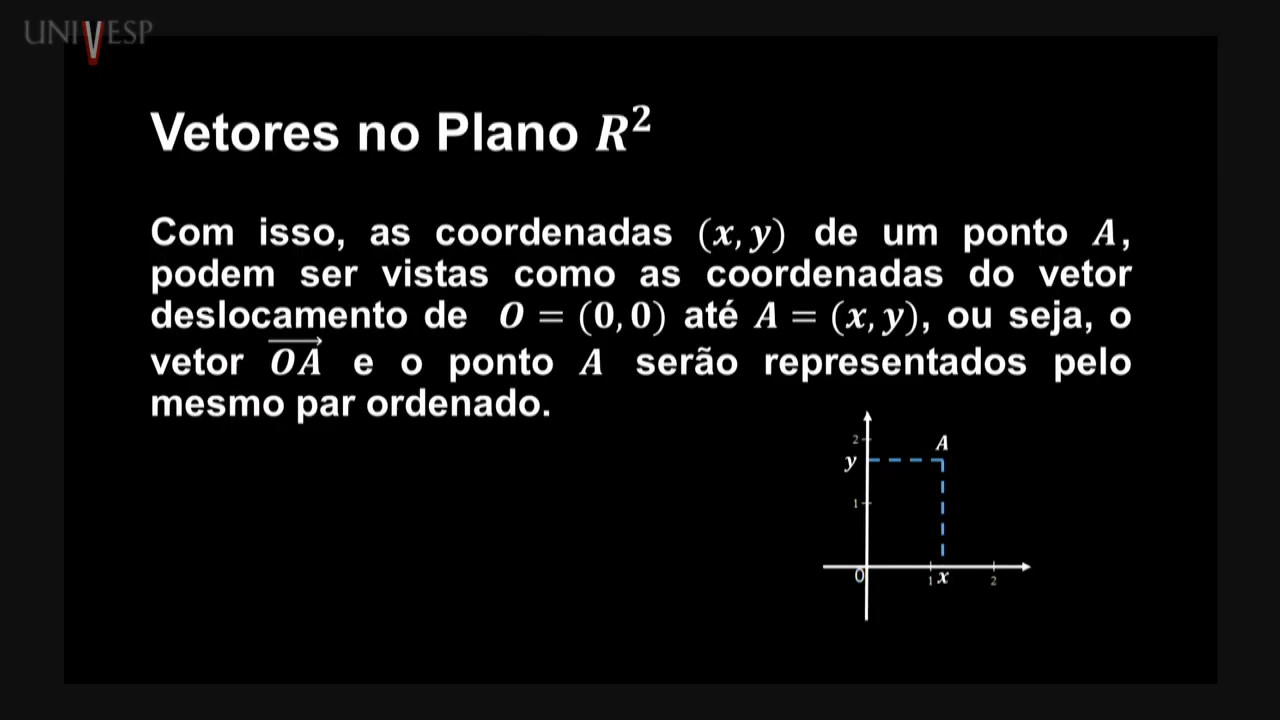 UNIVESP
Vetores no Plano R²
Com isso, as coordenadas (x, y) de um ponto A,
podem ser vistas como as coordenadas do vetor
deslocamento de O = (0, 0) até A = (x, y), ou seja, o
vetor \overrightarrow{OA} e o ponto A serão representados pelo
mesmo par ordenado.
2 A
y
1
0 1 x 2